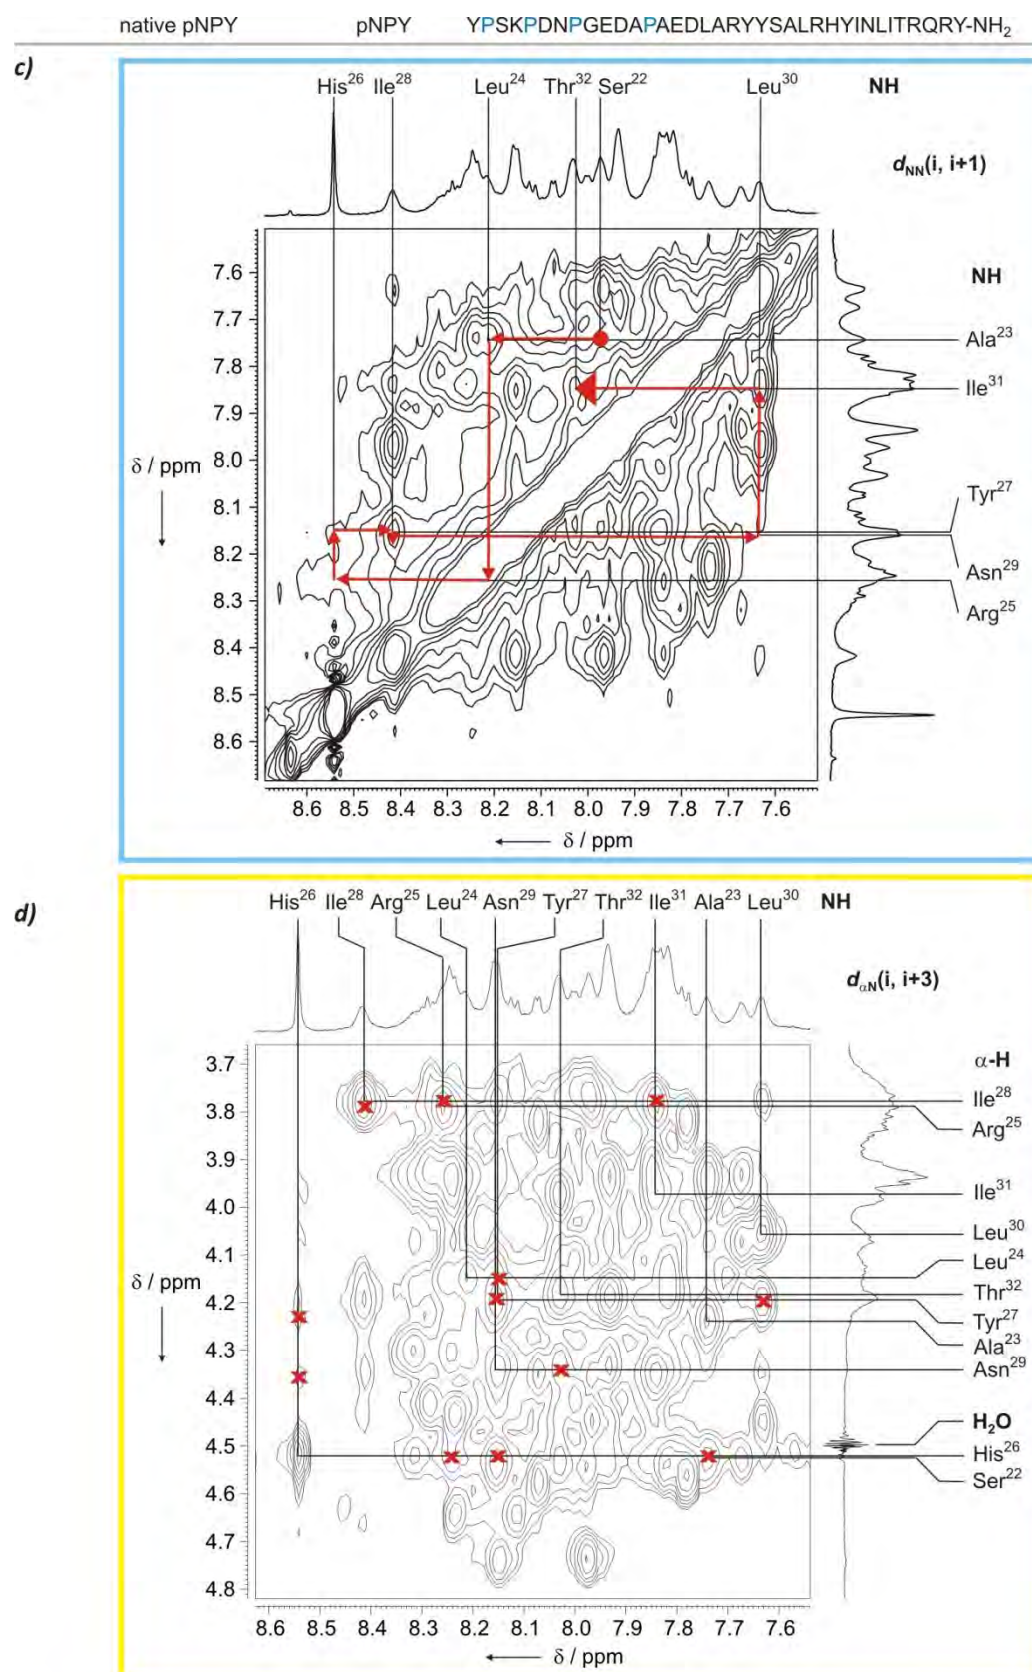 native pNPY pNPY YPSKPDNPGEDAPAEDLARYYSALRHYINLITRQRY-NH₂
c)
His²⁶ Ile²⁸ Leu²⁴ Thr³² Ser²² Leu³⁰ NH
d_NN(i, i+1)
NH
7.6
7.7
Ala²³
7.8
Ile³¹
7.9
8.0
δ / ppm
Tyr²⁷
8.1
8.2
Asn²⁹
8.3
Arg²⁵
8.4
8.5
8.6
8.6 8.5 8.4 8.3 8.2 8.1 8.0 7.9 7.8 7.7 7.6
δ / ppm
d)
His²⁶ Ile²⁸ Arg²⁵ Leu²⁴ Asn²⁹ Tyr²⁷ Thr³² Ile³¹ Ala²³ Leu³⁰ NH
d_αN(i, i+3)
α-H
3.7
Ile²⁸
3.8
Arg²⁵
3.9
Ile³¹
4.0
Leu³⁰
4.1
Leu²⁴
δ / ppm
Thr³²
4.2
Tyr²⁷
Ala²³
4.3
Asn²⁹
4.4
H₂O
4.5
His²⁶
Ser²²
4.6
4.7
4.8
8.6 8.5 8.4 8.3 8.2 8.1 8.0 7.9 7.8 7.7 7.6
δ / ppm